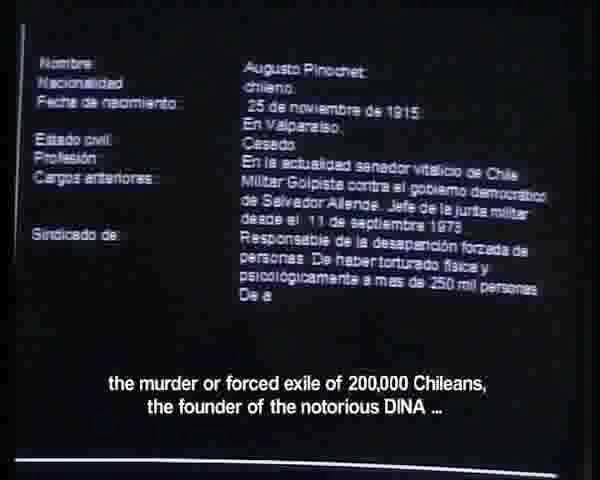 Nombre: Augusto Pinochet.
Nacionalidad: chileno.
Fecha de nacimiento: 25 de noviembre de 1915.
En Valparaíso.
Estado civil: Casado
Profesión: En la actualidad senador vitalicio de Chile
Cargos anteriores: Militar Golpista contra el gobierno democrático
de Salvador Allende. Jefe de la junta militar
desde el 11 de septiembre 1973
Sindicado de: Responsable de la desaparición forzada de
personas. De haber torturado física y
psicológicamente a mas de 250 mil personas.
De a
the murder or forced exile of 200,000 Chileans,
the founder of the notorious DINA ...